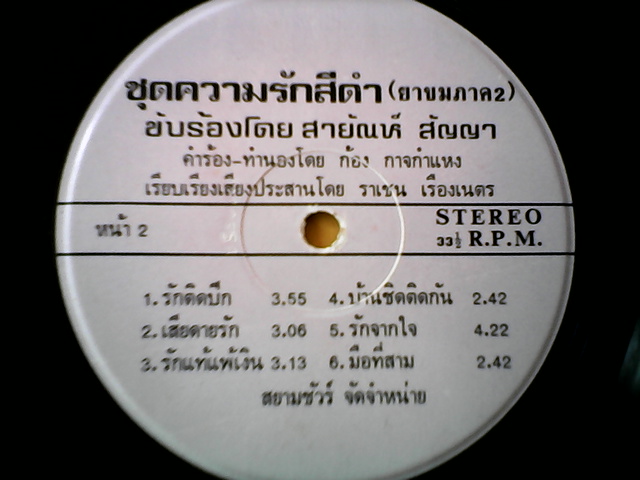 ชุดความรักสีดำ (ยาขมภาค2)
ขับร้องโดย สายัณห์ สัญญา
คำร้อง-ทำนองโดย ก้อง กาจกำแหง
เรียบเรียงเสียงประสานโดย ราเชน เรืองเนตร
หน้า 2
STEREO
33⅓ R.P.M.
1. รักติดบึก 3.55
2. เสียดายรัก 3.06
3. รักแท้แพ้เงิน 3.13
4. บ้านชิดติดกัน 2.42
5. รักจากใจ 4.22
6. มือที่สาม 2.42
สยามชัวร์ จัดจำหน่าย